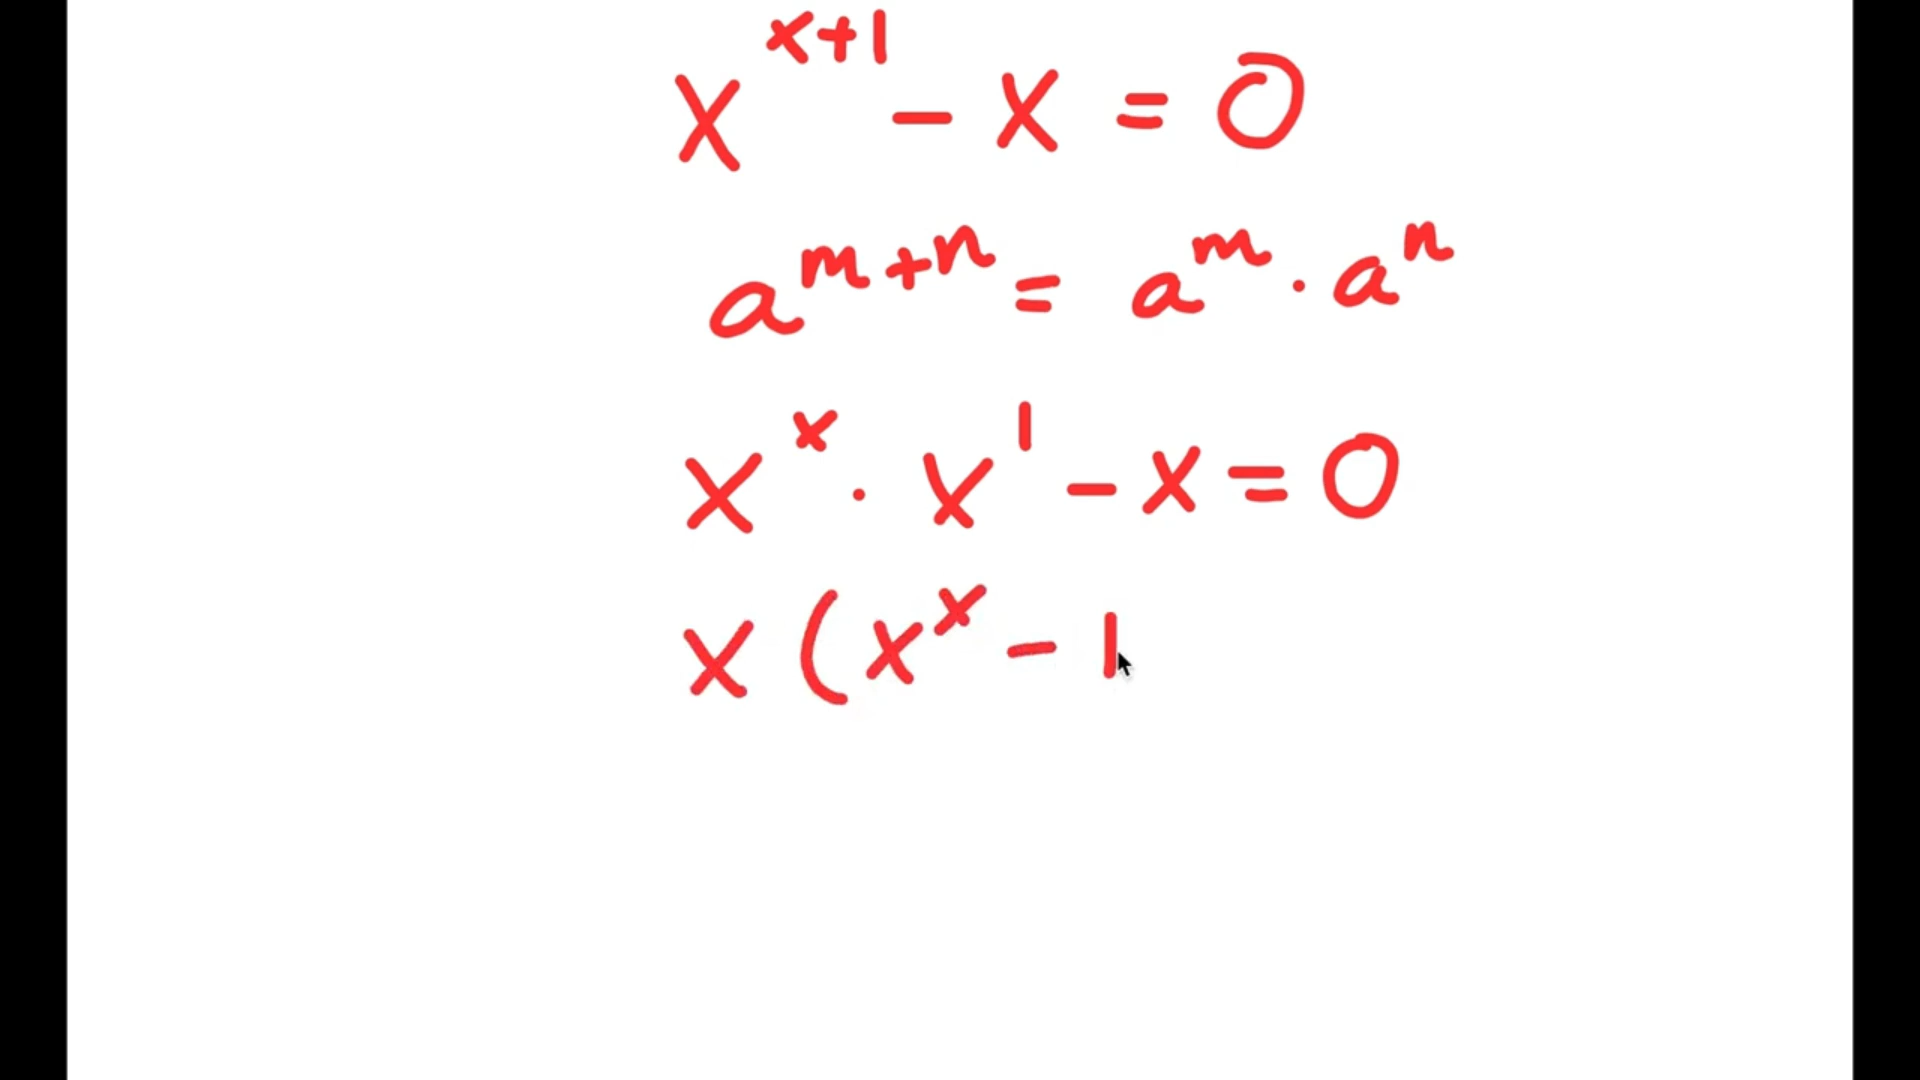 x^{x+1} - x = 0
a^{m+n} = a^m · a^n
x^x · x^1 - x = 0
x (x^x - 1